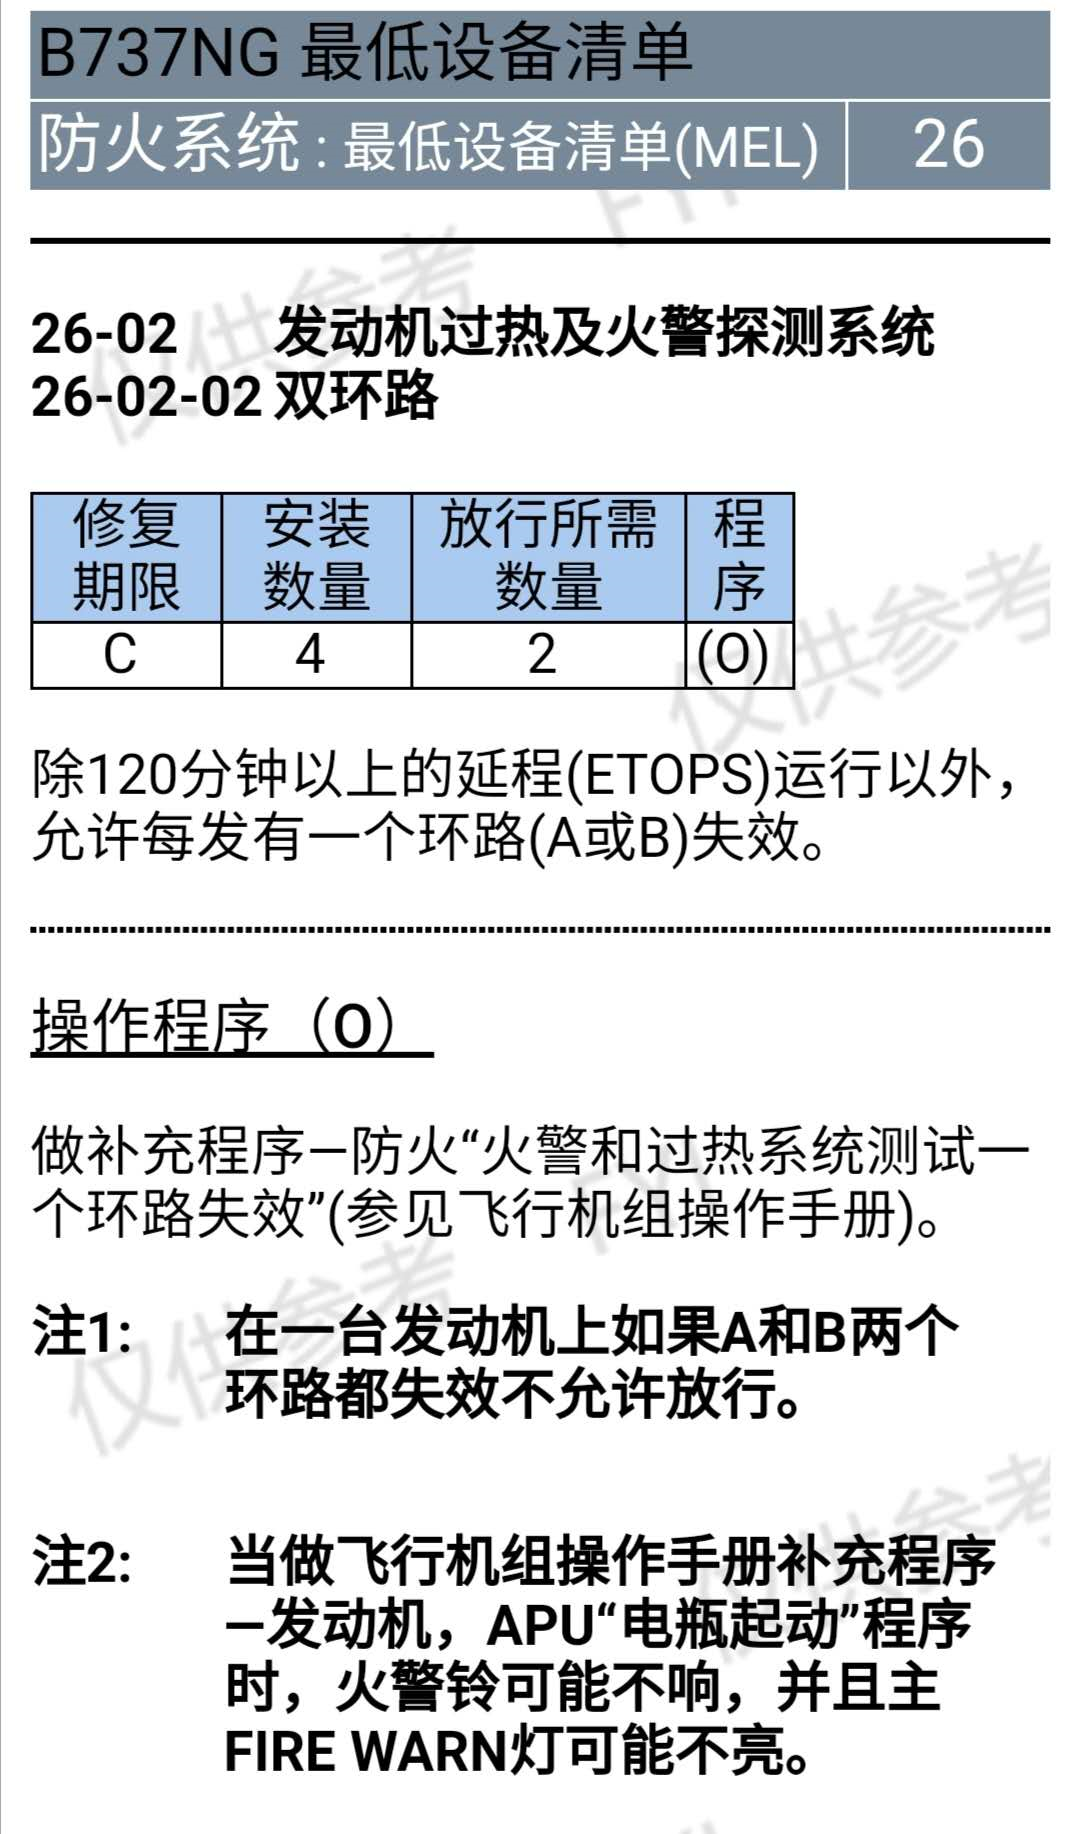 B737NG 最低设备清单
防火系统 : 最低设备清单(MEL) 26
26-02 发动机过热及火警探测系统
26-02-02 双环路
修复期限 安装数量 放行所需数量 程序
C 4 2 (O)
除120分钟以上的延程(ETOPS)运行以外，
允许每发有一个环路(A或B)失效。
操作程序（O）
做补充程序—防火“火警和过热系统测试一
个环路失效”(参见飞行机组操作手册)。
注1: 在一台发动机上如果A和B两个
环路都失效不允许放行。
注2: 当做飞行机组操作手册补充程序
—发动机，APU“电瓶起动”程序
时，火警铃可能不响，并且主
FIRE WARN灯可能不亮。
仅供参考
FYI
仅供参考
FYI
仅供参考
仅供参考